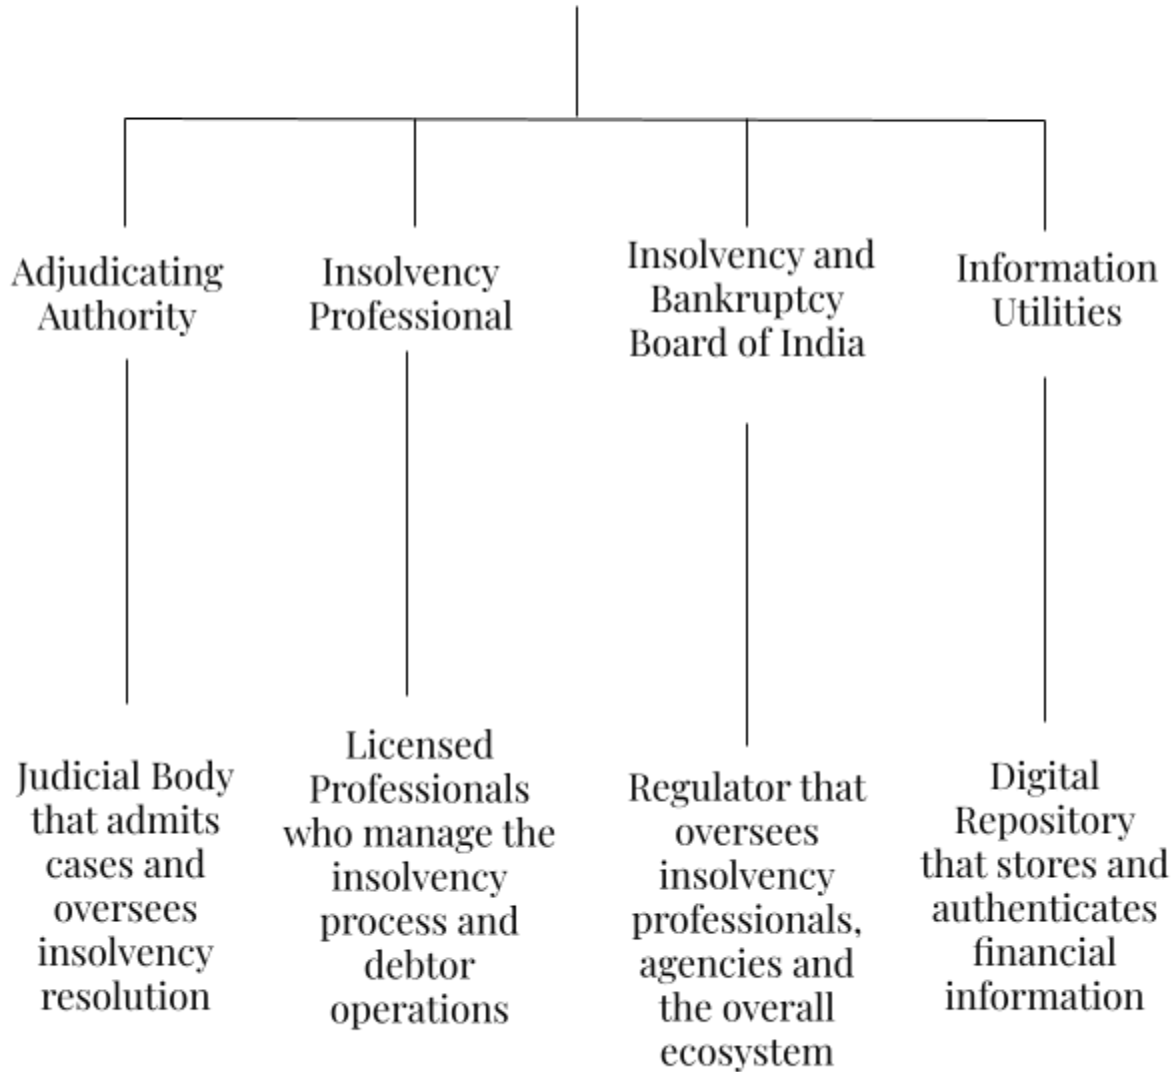 Adjudicating
Authority
Insolvency
Professional
Insolvency and
Bankruptcy
Board of India
Information
Utilities
Judicial Body
that admits
cases and
oversees
insolvency
resolution
Licensed
Professionals
who manage the
insolvency
process and
debtor
operations
Regulator that
oversees
insolvency
professionals,
agencies and
the overall
ecosystem
Digital
Repository
that stores and
authenticates
financial
information